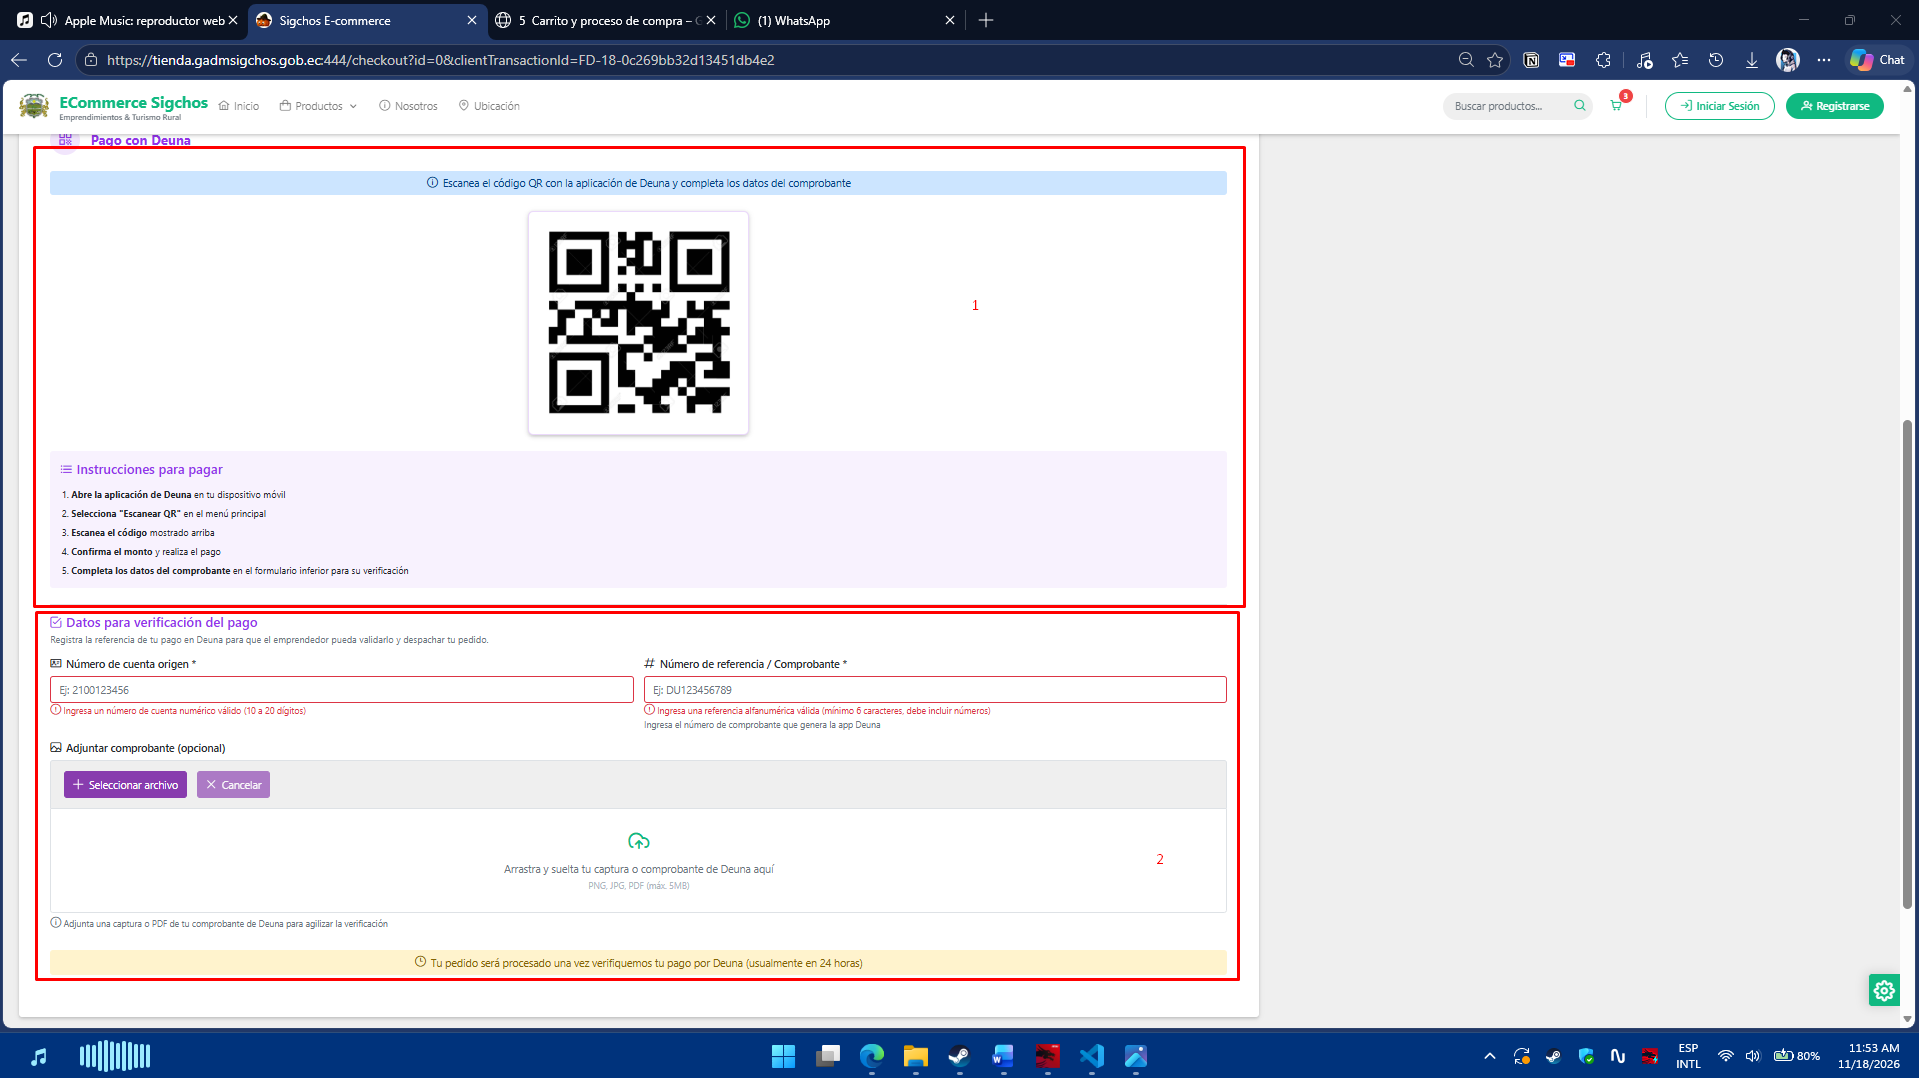 Apple Music: reproductor web
Sigchos E-commerce
5 Carrito y proceso de compra – G
(1) WhatsApp
https://tienda.gadmsigchos.gob.ec:444/checkout?id=0&clientTransactionId=FD-18-0c269bb32d13451db4e2
Chat
ECommerce Sigchos
Emprendimientos & Turismo Rural
Inicio
Productos
Nosotros
Ubicación
Buscar productos...
3
Iniciar Sesión
Registrarse
Pago con Deuna
Escanea el código QR con la aplicación de Deuna y completa los datos del comprobante
1
Instrucciones para pagar
1. Abre la aplicación de Deuna en tu dispositivo móvil
2. Selecciona "Escanear QR" en el menú principal
3. Escanea el código mostrado arriba
4. Confirma el monto y realiza el pago
5. Completa los datos del comprobante en el formulario inferior para su verificación
Datos para verificación del pago
Registra la referencia de tu pago en Deuna para que el emprendedor pueda validarlo y despachar tu pedido.
Número de cuenta origen *
Ej: 2100123456
Ingresa un número de cuenta numérico válido (10 a 20 dígitos)
Número de referencia / Comprobante *
Ej: DU123456789
Ingresa una referencia alfanumérica válida (mínimo 6 caracteres, debe incluir números)
Ingresa el número de comprobante que genera la app Deuna
Adjuntar comprobante (opcional)
Seleccionar archivo
Cancelar
Arrastra y suelta tu captura o comprobante de Deuna aquí
PNG, JPG, PDF (máx. 5MB)
2
Adjunta una captura o PDF de tu comprobante de Deuna para agilizar la verificación
Tu pedido será procesado una vez verifiquemos tu pago por Deuna (usualmente en 24 horas)
ESP
INTL
80%
11:53 AM
11/18/2026